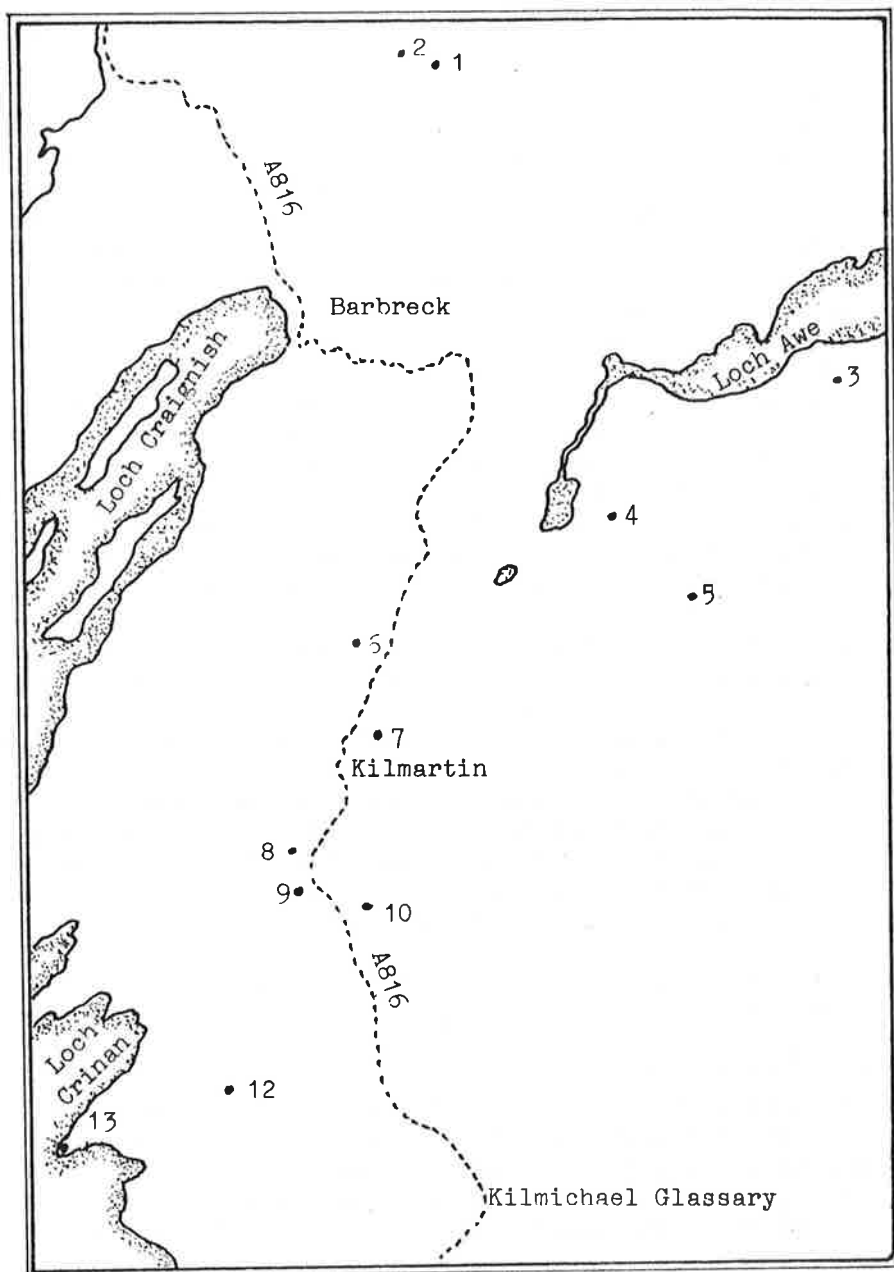 2
1
A816
Barbreck
Loch Craignish
Loch Awe
3
4
5
6
7
Kilmartin
8
9
10
A816
Loch
Crinan
12
13
Kilmichael Glassary